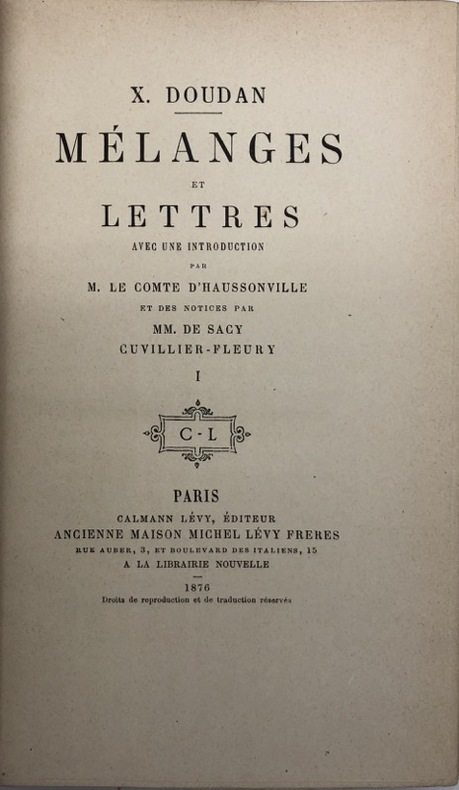 X. DOUDAN
MÉLANGES
ET
LETTRES
AVEC UNE INTRODUCTION
PAR
M. LE COMTE D'HAUSSONVILLE
ET DES NOTICES PAR
MM. DE SACY
CUVILLIER-FLEURY
I
C-L
PARIS
CALMANN LÉVY, ÉDITEUR
ANCIENNE MAISON MICHEL LÉVY FRERES
RUE AUBER, 3, ET BOULEVARD DES ITALIENS, 15
A LA LIBRAIRIE NOUVELLE
1876
Droits de reproduction et de traduction réservés